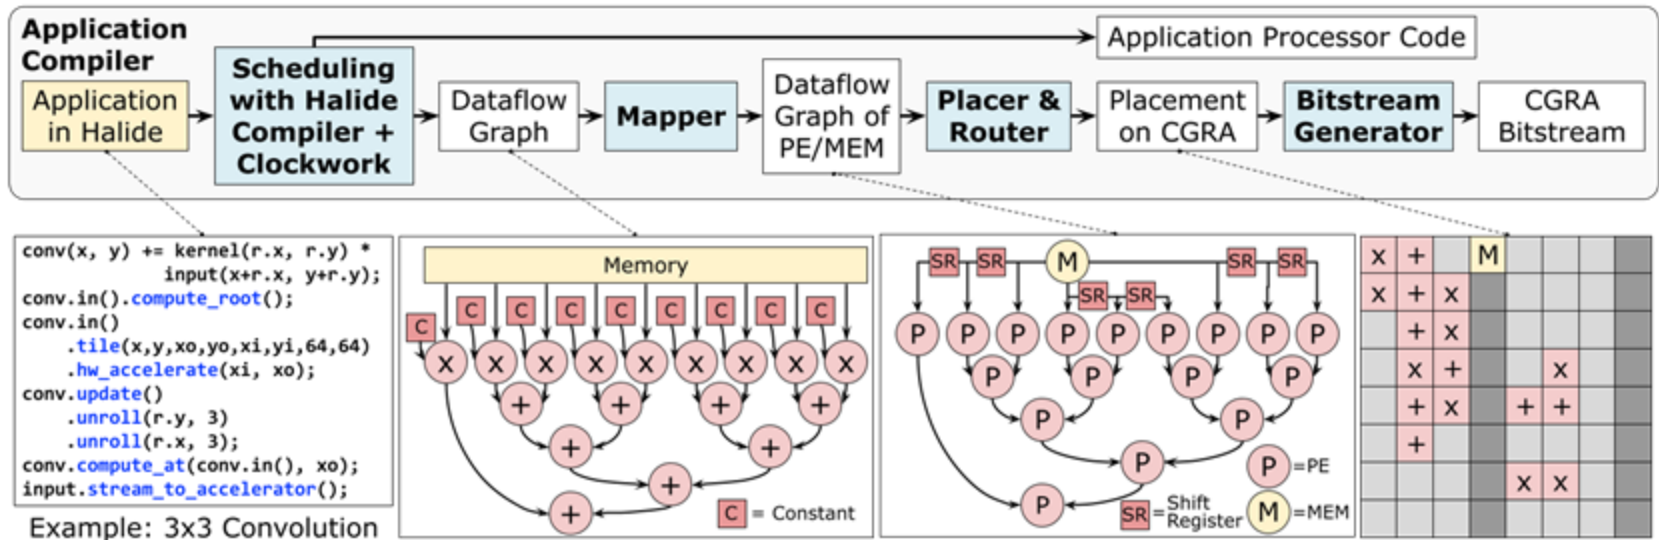 Application
Compiler
Application
in Halide
Scheduling
with Halide
Compiler +
Clockwork
Dataflow
Graph
Mapper
Dataflow
Graph of
PE/MEM
Placer &
Router
Placement
on CGRA
Bitstream
Generator
CGRA
Bitstream
Application Processor Code
conv(x, y) += kernel(r.x, r.y) *
input(x+r.x, y+r.y);
conv.in().compute_root();
conv.in()
.tile(x,y,xo,yo,xi,yi,64,64)
.hw_accelerate(xi, xo);
conv.update()
.unroll(r.y, 3)
.unroll(r.x, 3);
conv.compute_at(conv.in(), xo);
input.stream_to_accelerator();
Example: 3x3 Convolution
Memory
C C C C C C C C C
x x x x x x x x x
+ + + +
+ +
+
+
C = Constant
SR SR M SR SR
SR SR
P P P P P P P P P
P P P P
P P
P
P
P =PE
SR =Shift
Register
M =MEM
x + M
x + x
+ x
x + x
+ x + +
+
x x